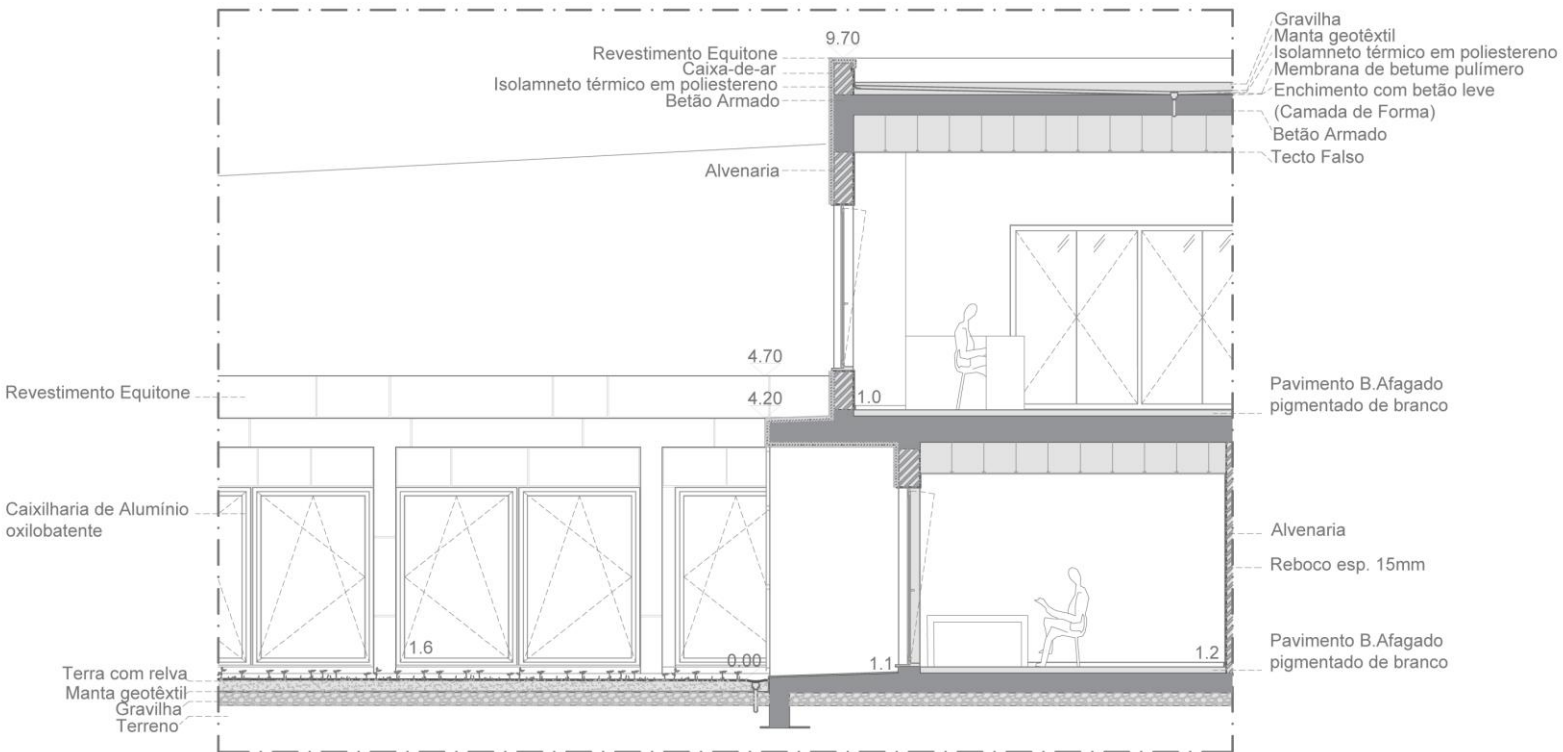 9.70
Revestimento Equitone
Caixa-de-ar
Isolamneto térmico em poliestereno
Betão Armado
Alvenaria
Gravilha
Manta geotêxtil
Isolamneto térmico em poliestereno
Membrana de betume pulímero
Enchimento com betão leve
(Camada de Forma)
Betão Armado
Tecto Falso
4.70
4.20
1.0
Revestimento Equitone
Pavimento B.Afagado
pigmentado de branco
Caixilharia de Alumínio
oxilobatente
Alvenaria
Reboco esp. 15mm
1.6
0.00
1.1
1.2
Pavimento B.Afagado
pigmentado de branco
Terra com relva
Manta geotêxtil
Gravilha
Terreno